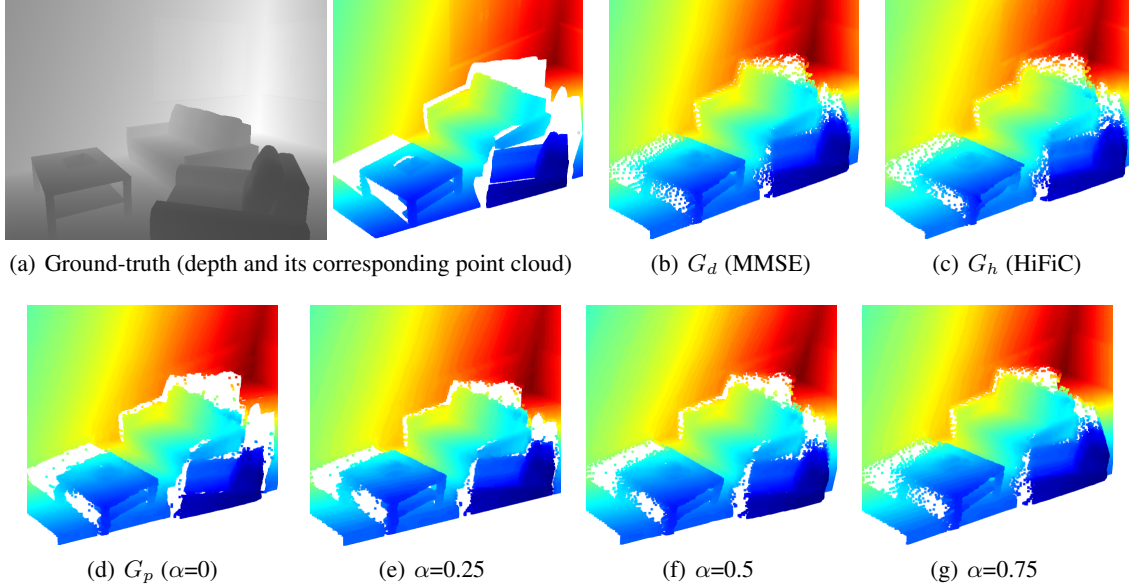 (a) Ground-truth (depth and its corresponding point cloud)
(b) G_d (MMSE)
(c) G_h (HiFiC)
(d) G_p (α=0)
(e) α=0.25
(f) α=0.5
(g) α=0.75